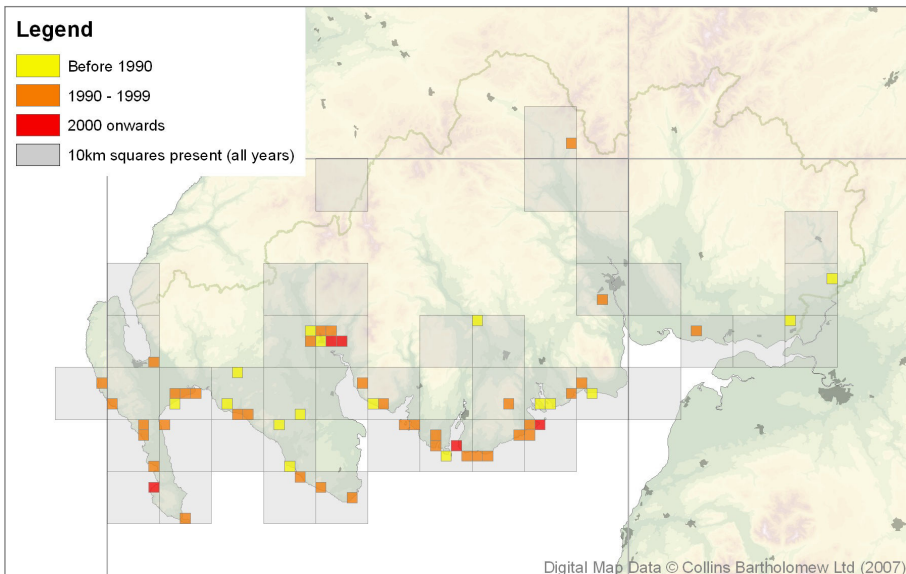 Legend
Before 1990
1990 - 1999
2000 onwards
10km squares present (all years)
Digital Map Data © Collins Bartholomew Ltd (2007)